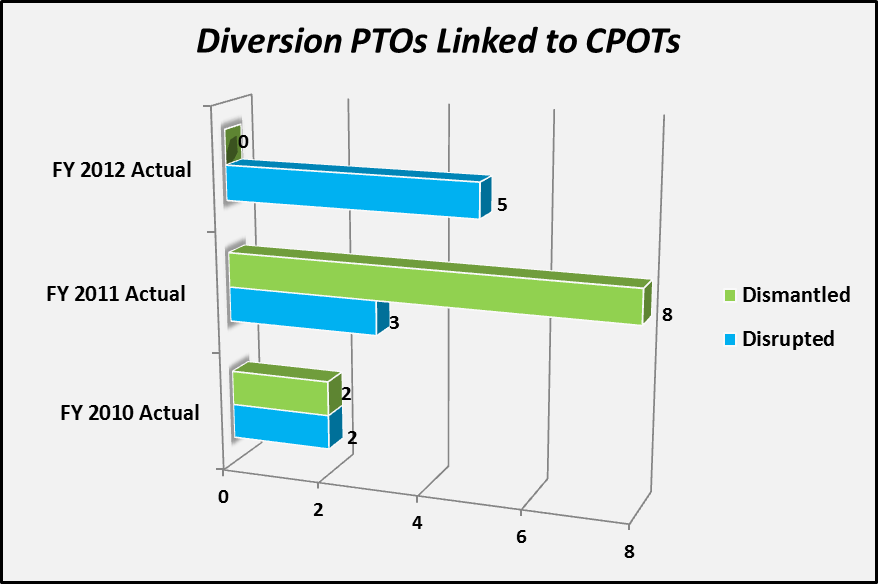 Diversion PTOs Linked to CPOTs
FY 2012 Actual
0
5
FY 2011 Actual
8
3
FY 2010 Actual
2
2
0
2
4
6
8
Dismantled
Disrupted